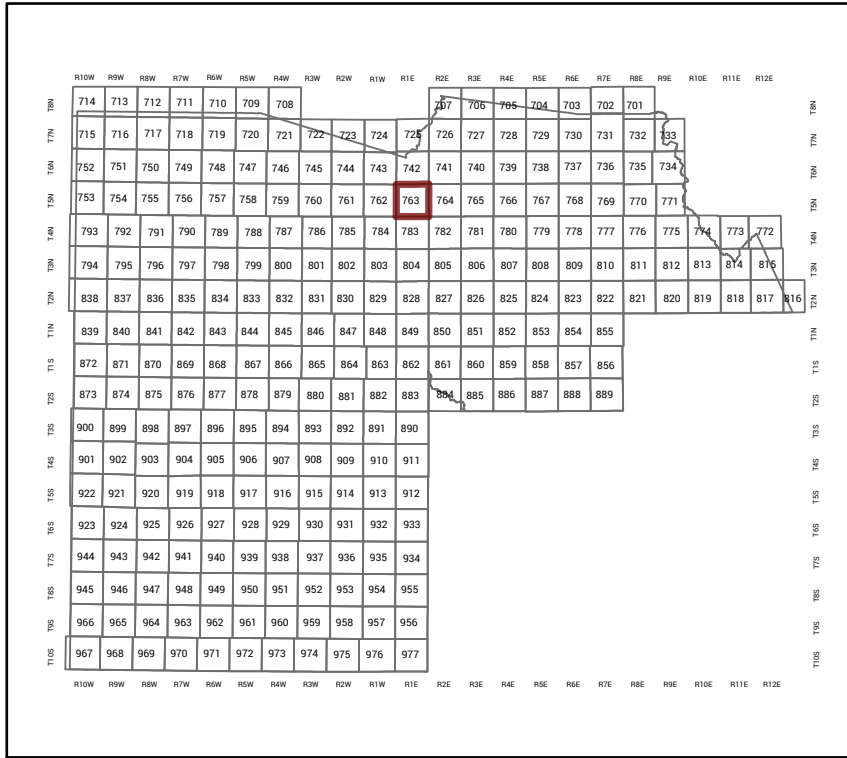 R10W R9W R8W R7W R6W R5W R4W R3W R2W R1W R1E R2E R3E R4E R5E R6E R7E R8E R9E R10E R11E R12E
T8N 714 713 712 711 710 709 708 707 706 705 704 703 702 701 T8N
T7N 715 716 717 718 719 720 721 722 723 724 725 726 727 728 729 730 731 732 733 T7N
T6N 752 751 750 749 748 747 746 745 744 743 742 741 740 739 738 737 736 735 734 T6N
T5N 753 754 755 756 757 758 759 760 761 762 763 764 765 766 767 768 769 770 771 T5N
T4N 793 792 791 790 789 788 787 786 785 784 783 782 781 780 779 778 777 776 775 774 773 772 T4N
T3N 794 795 796 797 798 799 800 801 802 803 804 805 806 807 808 809 810 811 812 813 814 815 T3N
T2N 838 837 836 835 834 833 832 831 830 829 828 827 826 825 824 823 822 821 820 819 818 817 816 T2N
T1N 839 840 841 842 843 844 845 846 847 848 849 850 851 852 853 854 855 T1N
T1S 872 871 870 869 868 867 866 865 864 863 862 861 860 859 858 857 856 T1S
T2S 873 874 875 876 877 878 879 880 881 882 883 884 885 886 887 888 889 T2S
T3S 900 899 898 897 896 895 894 893 892 891 890 T3S
T4S 901 902 903 904 905 906 907 908 909 910 911 T4S
T5S 922 921 920 919 918 917 916 915 914 913 912 T5S
T6S 923 924 925 926 927 928 929 930 931 932 933 T6S
T7S 944 943 942 941 940 939 938 937 936 935 934 T7S
T8S 945 946 947 948 949 950 951 952 953 954 955 T8S
T9S 966 965 964 963 962 961 960 959 958 957 956 T9S
T10S 967 968 969 970 971 972 973 974 975 976 977 T10S
R10W R9W R8W R7W R6W R5W R4W R3W R2W R1W R1E R2E R3E R4E R5E R6E R7E R8E R9E R10E R11E R12E